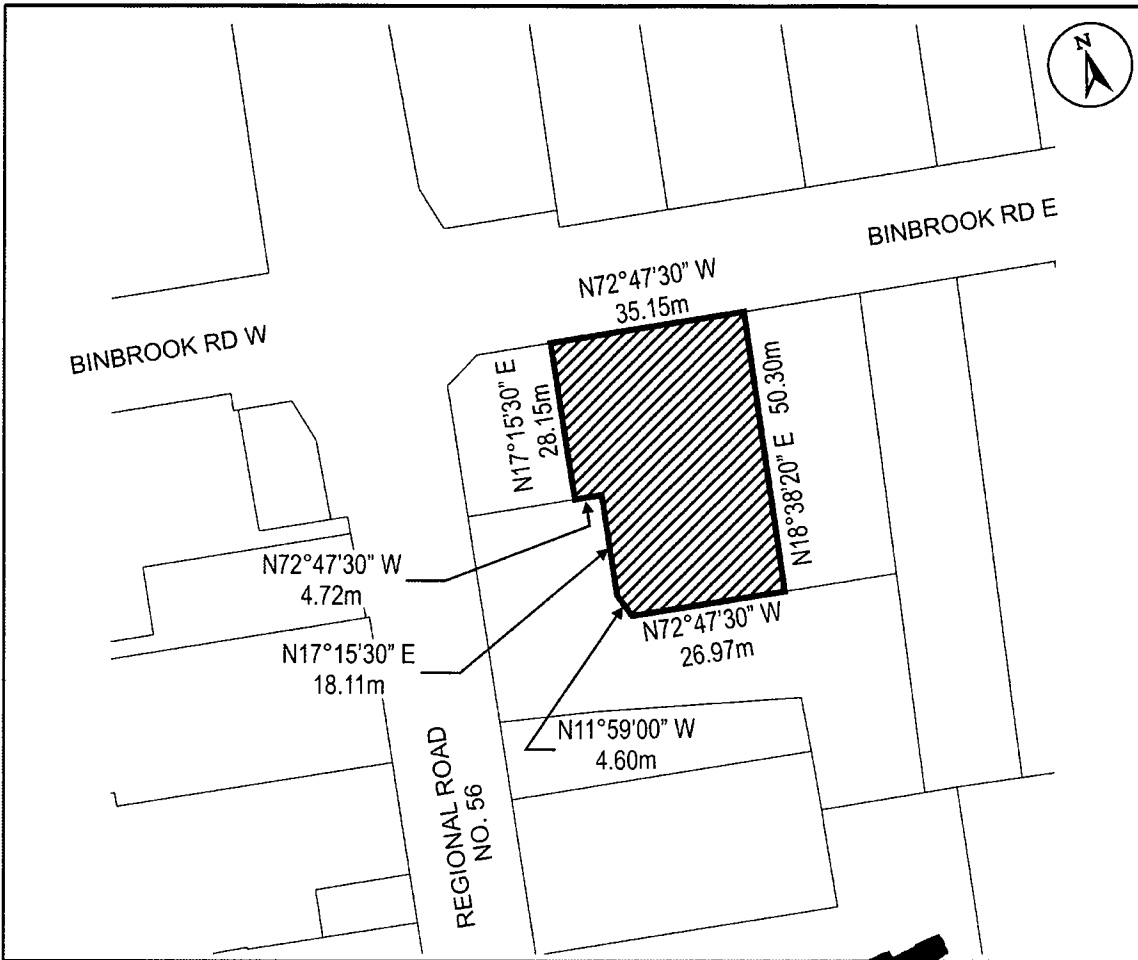 N
BINBROOK RD E
N72°47'30" W
35.15m
BINBROOK RD W
N17°15'30" E
28.15m
N18°38'20" E 50.30m
N72°47'30" W
4.72m
N72°47'30" W
26.97m
N17°15'30" E
18.11m
N11°59'00" W
4.60m
REGIONAL ROAD
NO. 56